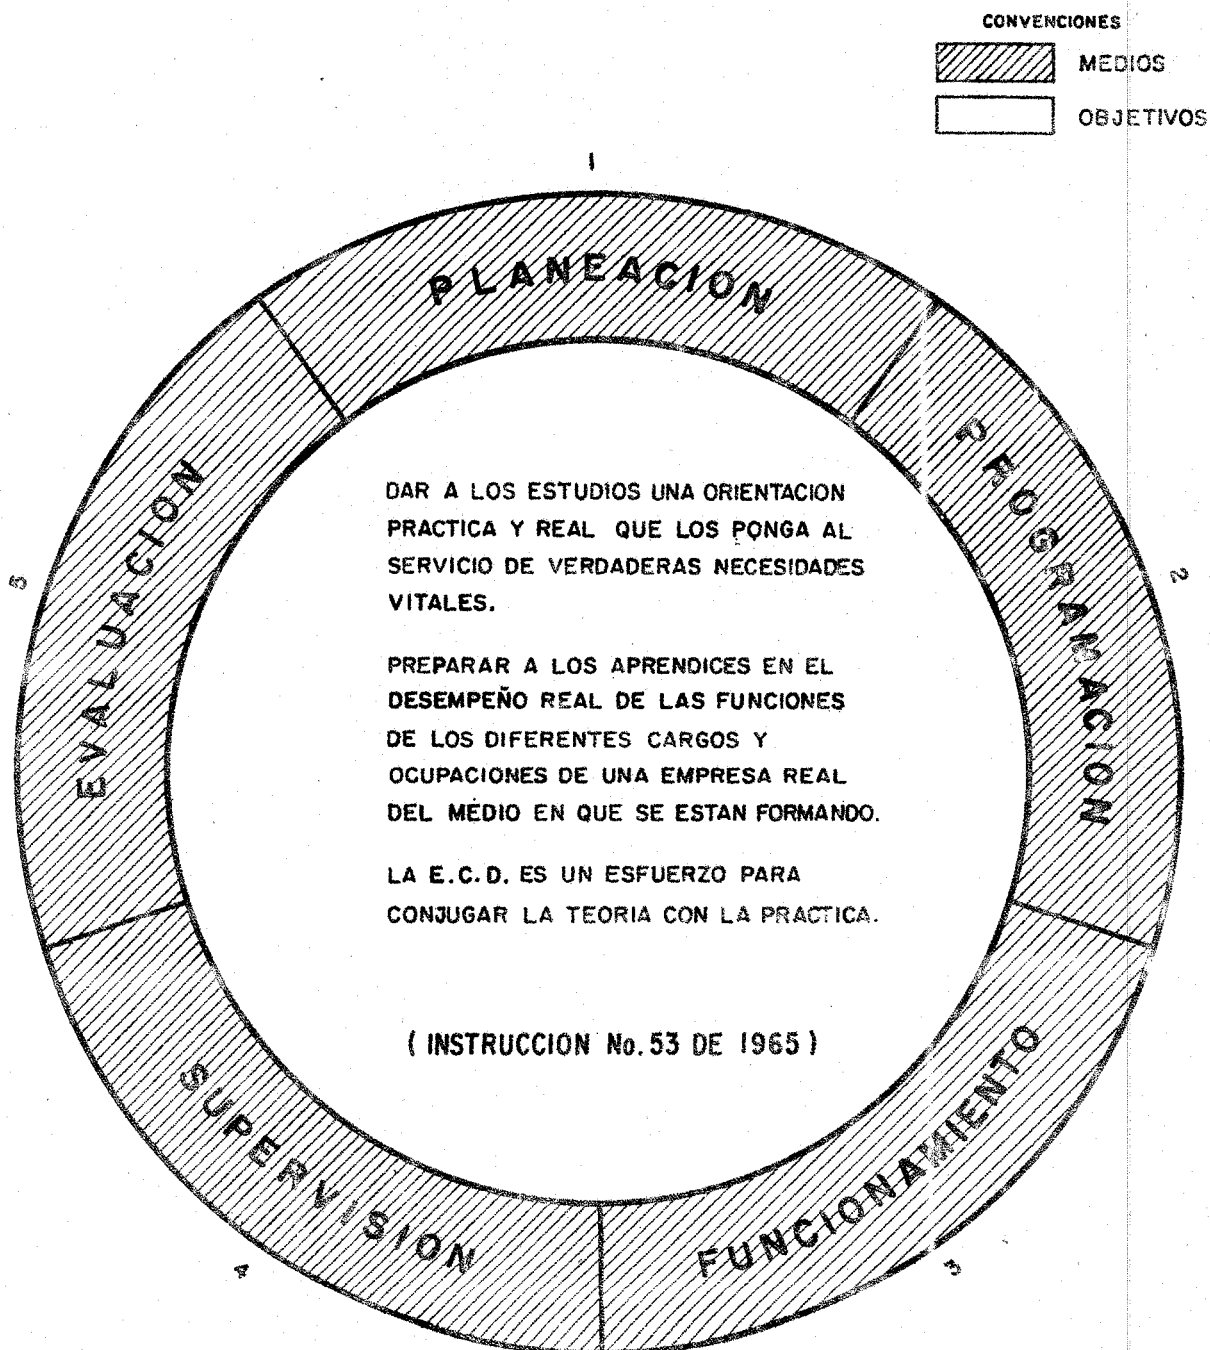 CONVENCIONES
MEDIOS
OBJETIVOS
1
PLANEACION
PROGRAMACION
2
FUNCIONAMIENTO
3
SUPERVISION
4
EVALUACION
5
DAR A LOS ESTUDIOS UNA ORIENTACION
PRACTICA Y REAL QUE LOS PONGA AL
SERVICIO DE VERDADERAS NECESIDADES
VITALES.
PREPARAR A LOS APRENDICES EN EL
DESEMPEÑO REAL DE LAS FUNCIONES
DE LOS DIFERENTES CARGOS Y
OCUPACIONES DE UNA EMPRESA REAL
DEL MEDIO EN QUE SE ESTAN FORMANDO.
LA E.C.D. ES UN ESFUERZO PARA
CONJUGAR LA TEORIA CON LA PRACTICA.
( INSTRUCCION No. 53 DE 1965 )